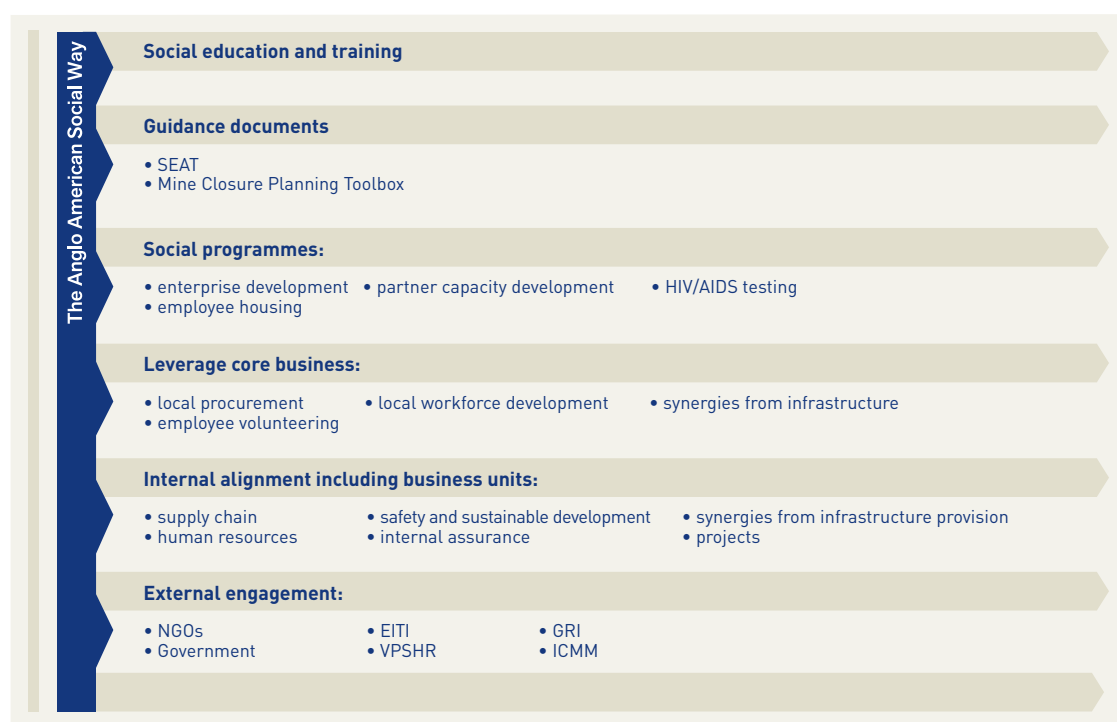 The Anglo American Social Way
Social education and training
Guidance documents
• SEAT
• Mine Closure Planning Toolbox
Social programmes:
• enterprise development • partner capacity development • HIV/AIDS testing
• employee housing
Leverage core business:
• local procurement • local workforce development • synergies from infrastructure
• employee volunteering
Internal alignment including business units:
• supply chain • safety and sustainable development • synergies from infrastructure provision
• human resources • internal assurance • projects
External engagement:
• NGOs • EITI • GRI
• Government • VPSHR • ICMM